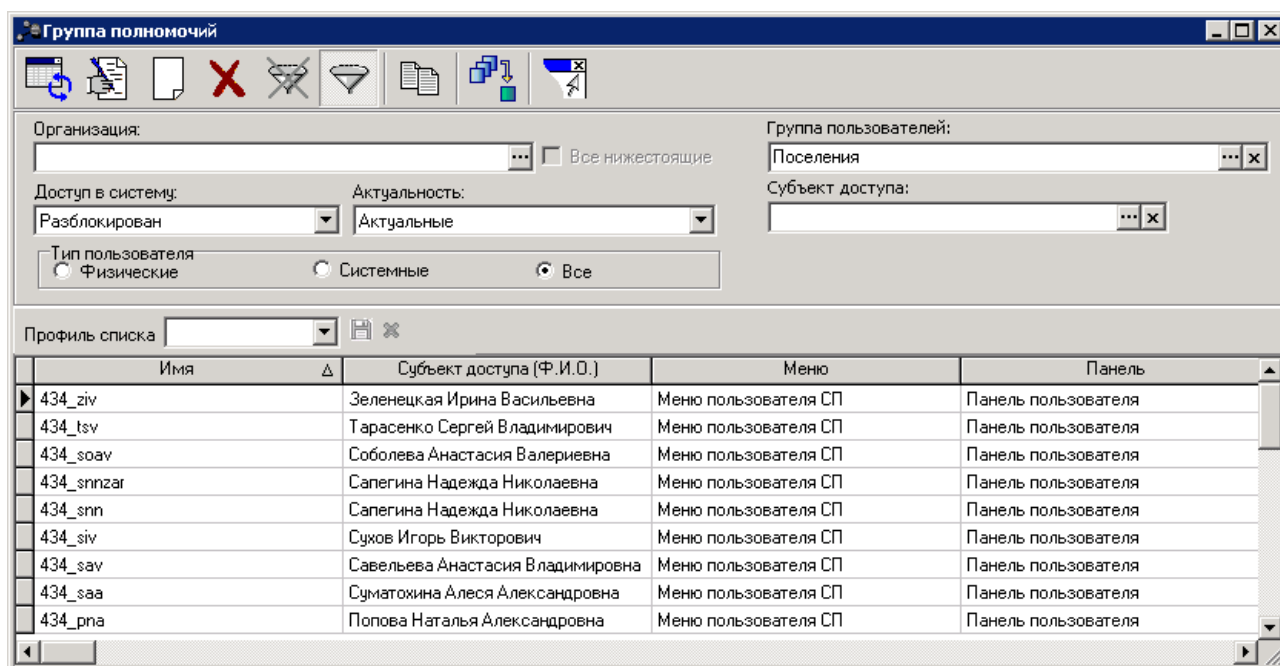 Группа полномочий
Организация:
Все нижестоящие
Группа пользователей:
Поселения
Доступ в систему:
Актуальность:
Субъект доступа:
Разблокирован
Актуальные
Тип пользователя
Физические Системные Все
Профиль списка
Имя Субъект доступа (Ф.И.О.) Меню Панель
434_ziv Зеленецкая Ирина Васильевна Меню пользователя СП Панель пользователя
434_tsv Тарасенко Сергей Владимирович Меню пользователя СП Панель пользователя
434_soav Соболева Анастасия Валериевна Меню пользователя СП Панель пользователя
434_snnzar Сапегина Надежда Николаевна Меню пользователя СП Панель пользователя
434_snn Сапегина Надежда Николаевна Меню пользователя СП Панель пользователя
434_siv Сухов Игорь Викторович Меню пользователя СП Панель пользователя
434_sav Савельева Анастасия Владимировна Меню пользователя СП Панель пользователя
434_saa Суматохина Алеся Александровна Меню пользователя СП Панель пользователя
434_pna Попова Наталья Александровна Меню пользователя СП Панель пользователя